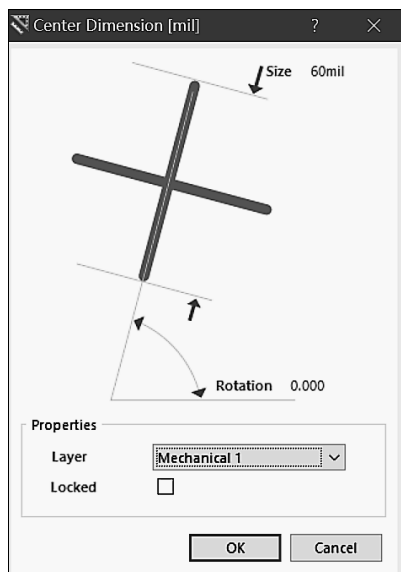 Center Dimension [mil] ?
Size 60mil
Rotation 0.000
Properties
Layer Mechanical 1
Locked
OK Cancel